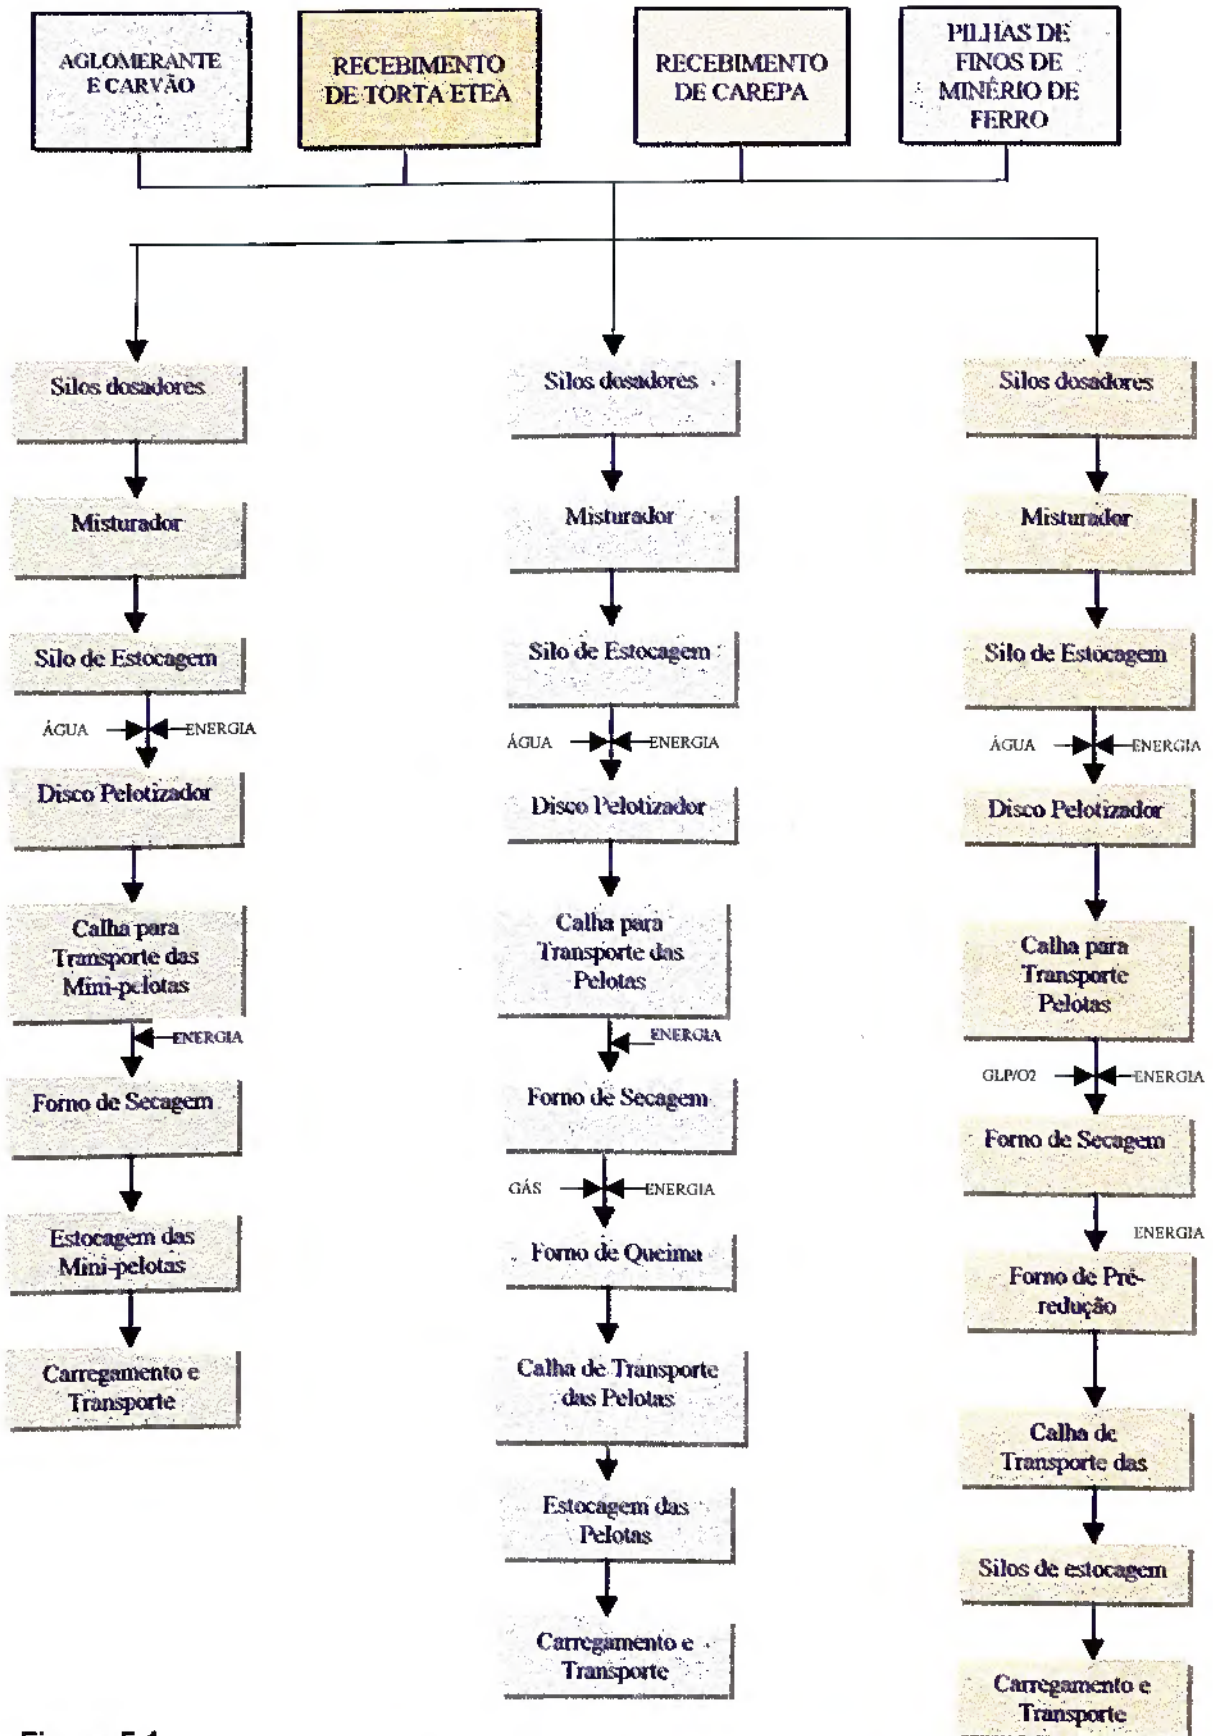 AGLOMERANTE
E CARVÃO
RECEBIMENTO
DE TORTA ETEA
RECEBIMENTO
DE CAREPA
PILHAS DE
FINOS DE
MINÉRIO DE
FERRO
Silos dosadores
Misturador
Silo de Estocagem
ÁGUA
ENERGIA
Disco Pelotizador
Calha para
Transporte das
Mini-pelotas
ENERGIA
Forno de Secagem
Estocagem das
Mini-pelotas
Carregamento e
Transporte
Silos dosadores
Misturador
Silo de Estocagem
ÁGUA
ENERGIA
Disco Pelotizador
Calha para
Transporte das
Pelotas
ENERGIA
Forno de Secagem
GÁS
ENERGIA
Forno de Queima
Calha de Transporte
das Pelotas
Estocagem das
Pelotas
Carregamento e
Transporte
Silos dosadores
Misturador
Silo de Estocagem
ÁGUA
ENERGIA
Disco Pelotizador
Calha para
Transporte
Pelotas
GLP/O2
ENERGIA
Forno de Secagem
ENERGIA
Forno de Pré-
redução
Calha de
Transporte das
Silos de estocagem
Carregamento e
Transporte